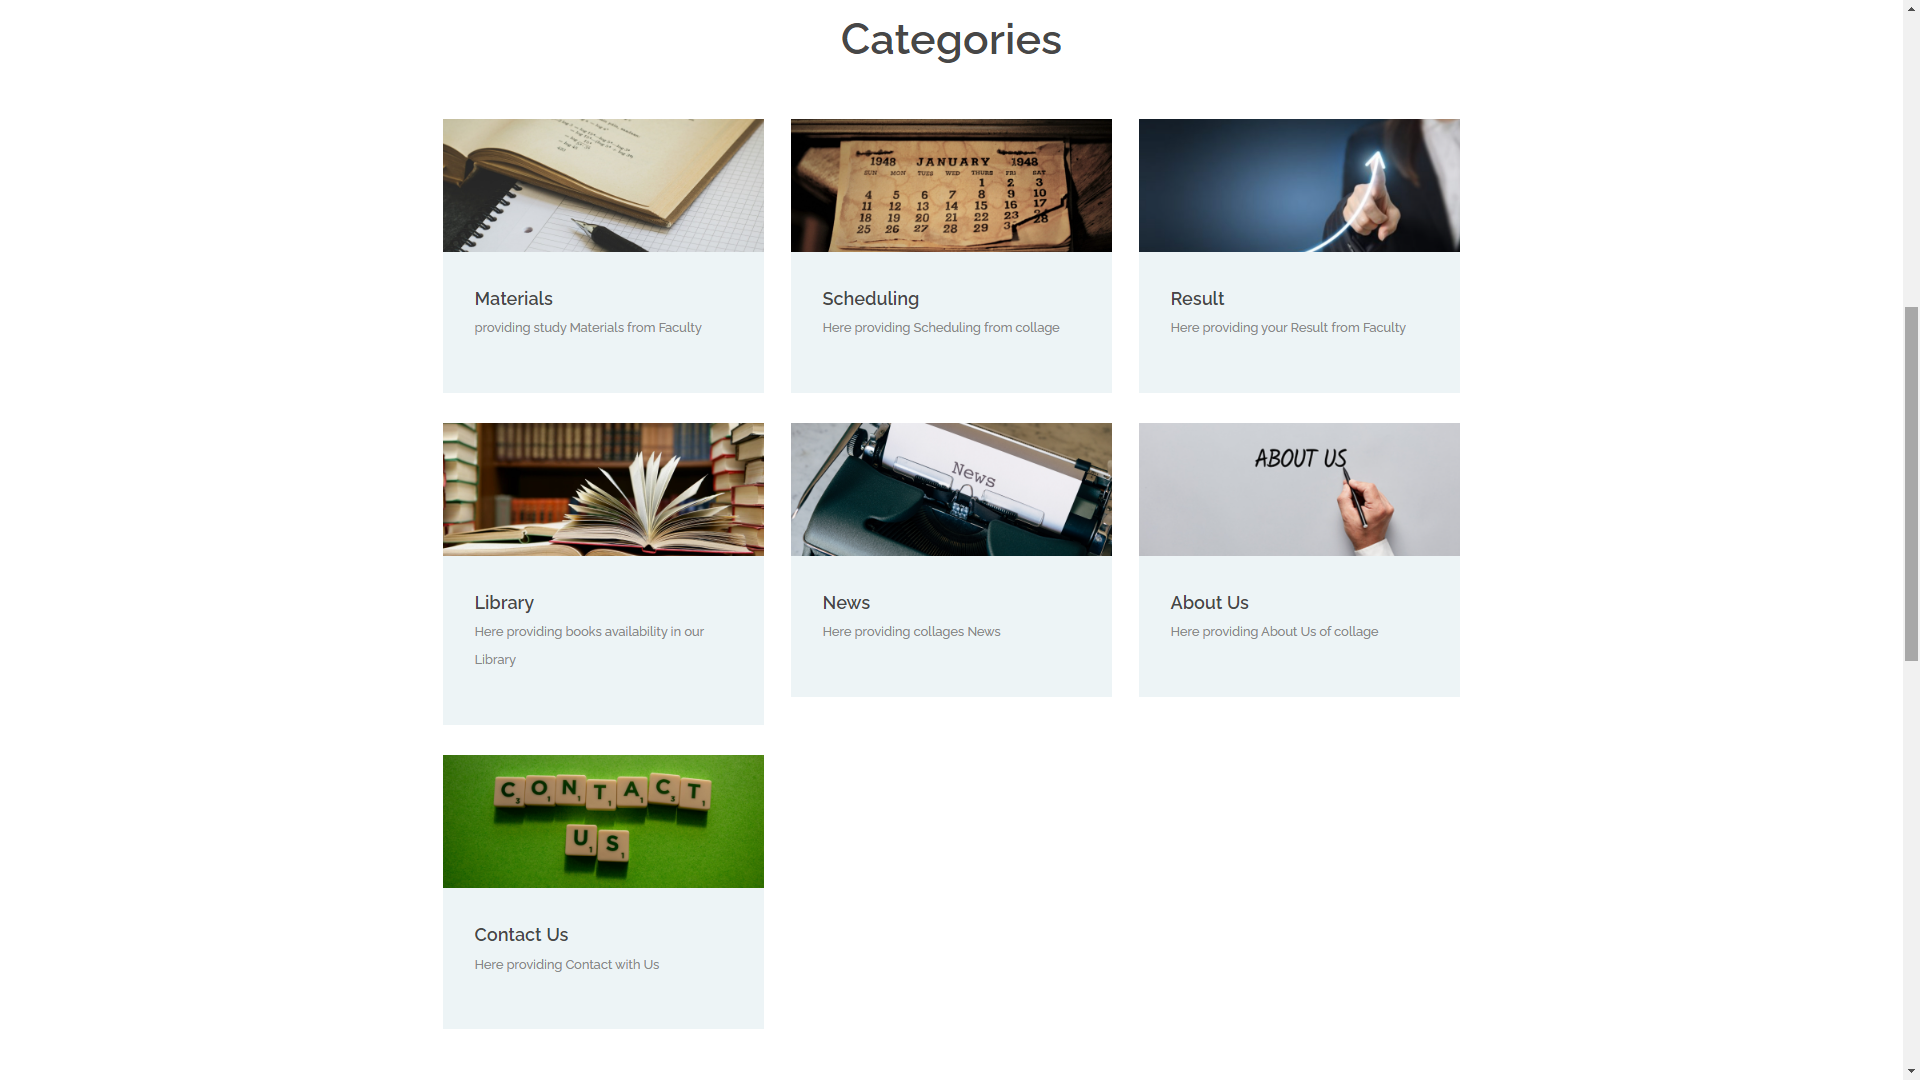 Categories
1948 JANUARY 1948
SUN MON TUES WED THURS FRI SAT
1 2 3
4 5 6 7 8 9 10
11 12 13 14 15 16 17
18 19 20 21 22 23
25 26 27 28 29
28
Materials
providing study Materials from Faculty
Scheduling
Here providing Scheduling from collage
Result
Here providing your Result from Faculty
News
ABOUT US
Library
Here providing books availability in our
Library
News
Here providing collages News
About Us
Here providing About Us of collage
CONTACT
US
Contact Us
Here providing Contact with Us